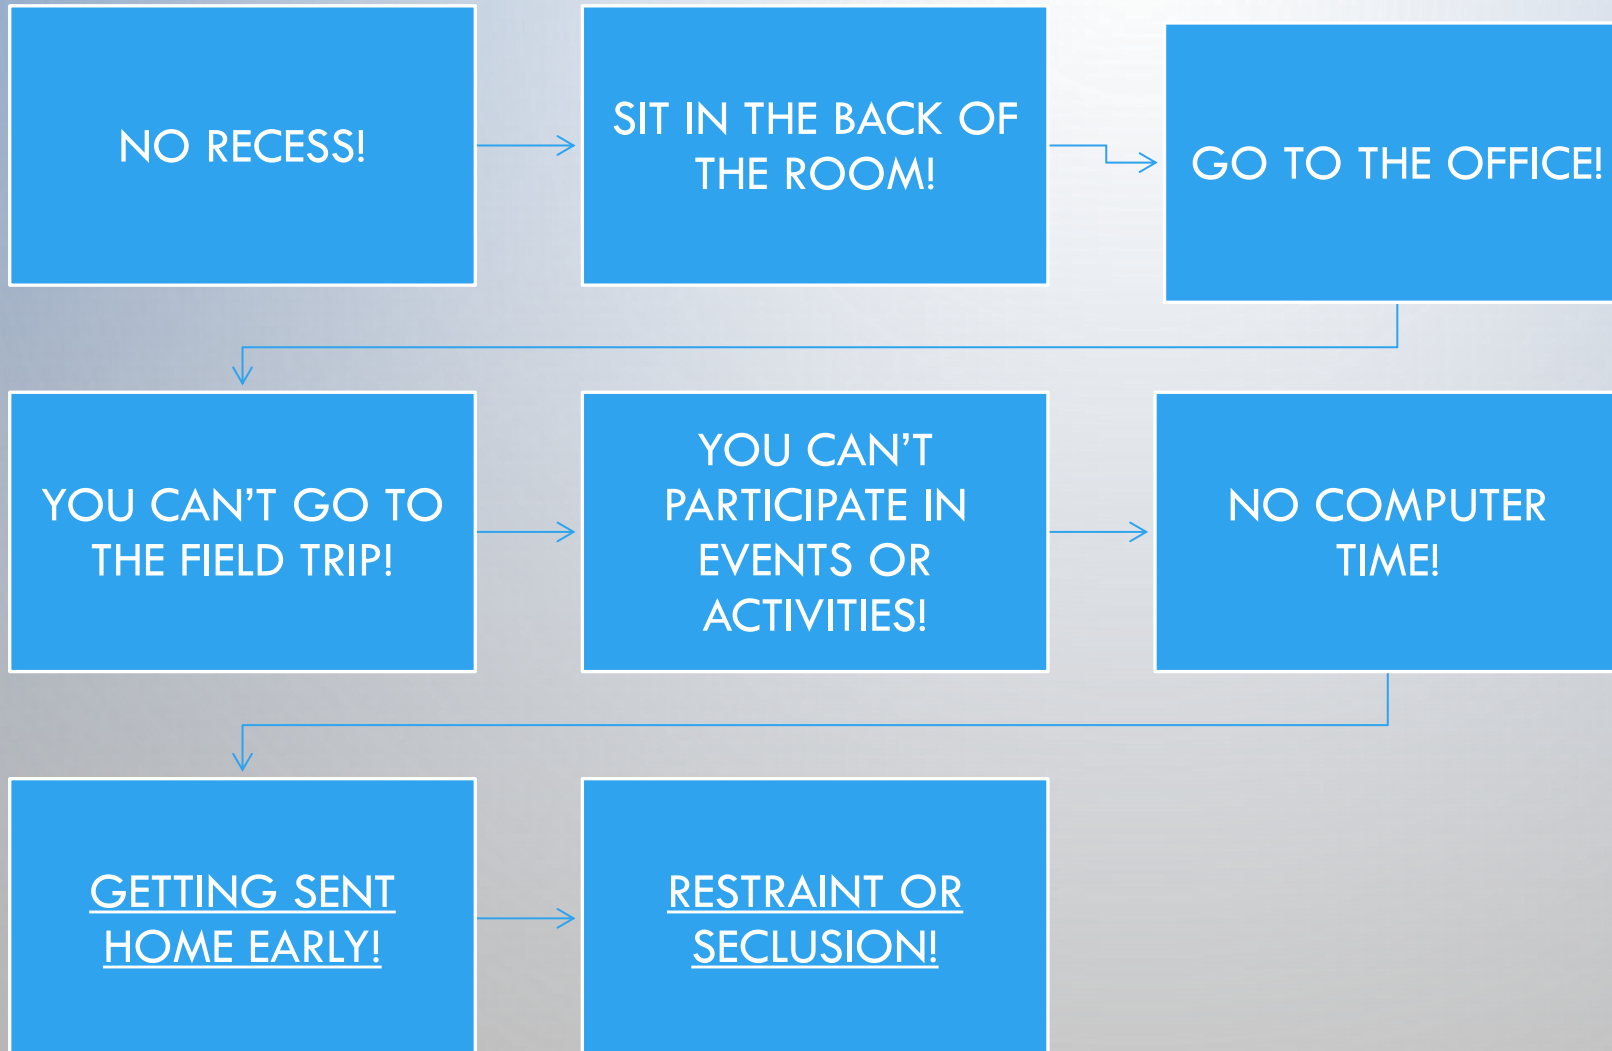 NO RECESS!
SIT IN THE BACK OF
THE ROOM!
GO TO THE OFFICE!
YOU CAN'T GO TO
THE FIELD TRIP!
YOU CAN'T
PARTICIPATE IN
EVENTS OR
ACTIVITIES!
NO COMPUTER
TIME!
GETTING SENT
HOME EARLY!
RESTRAINT OR
SECLUSION!